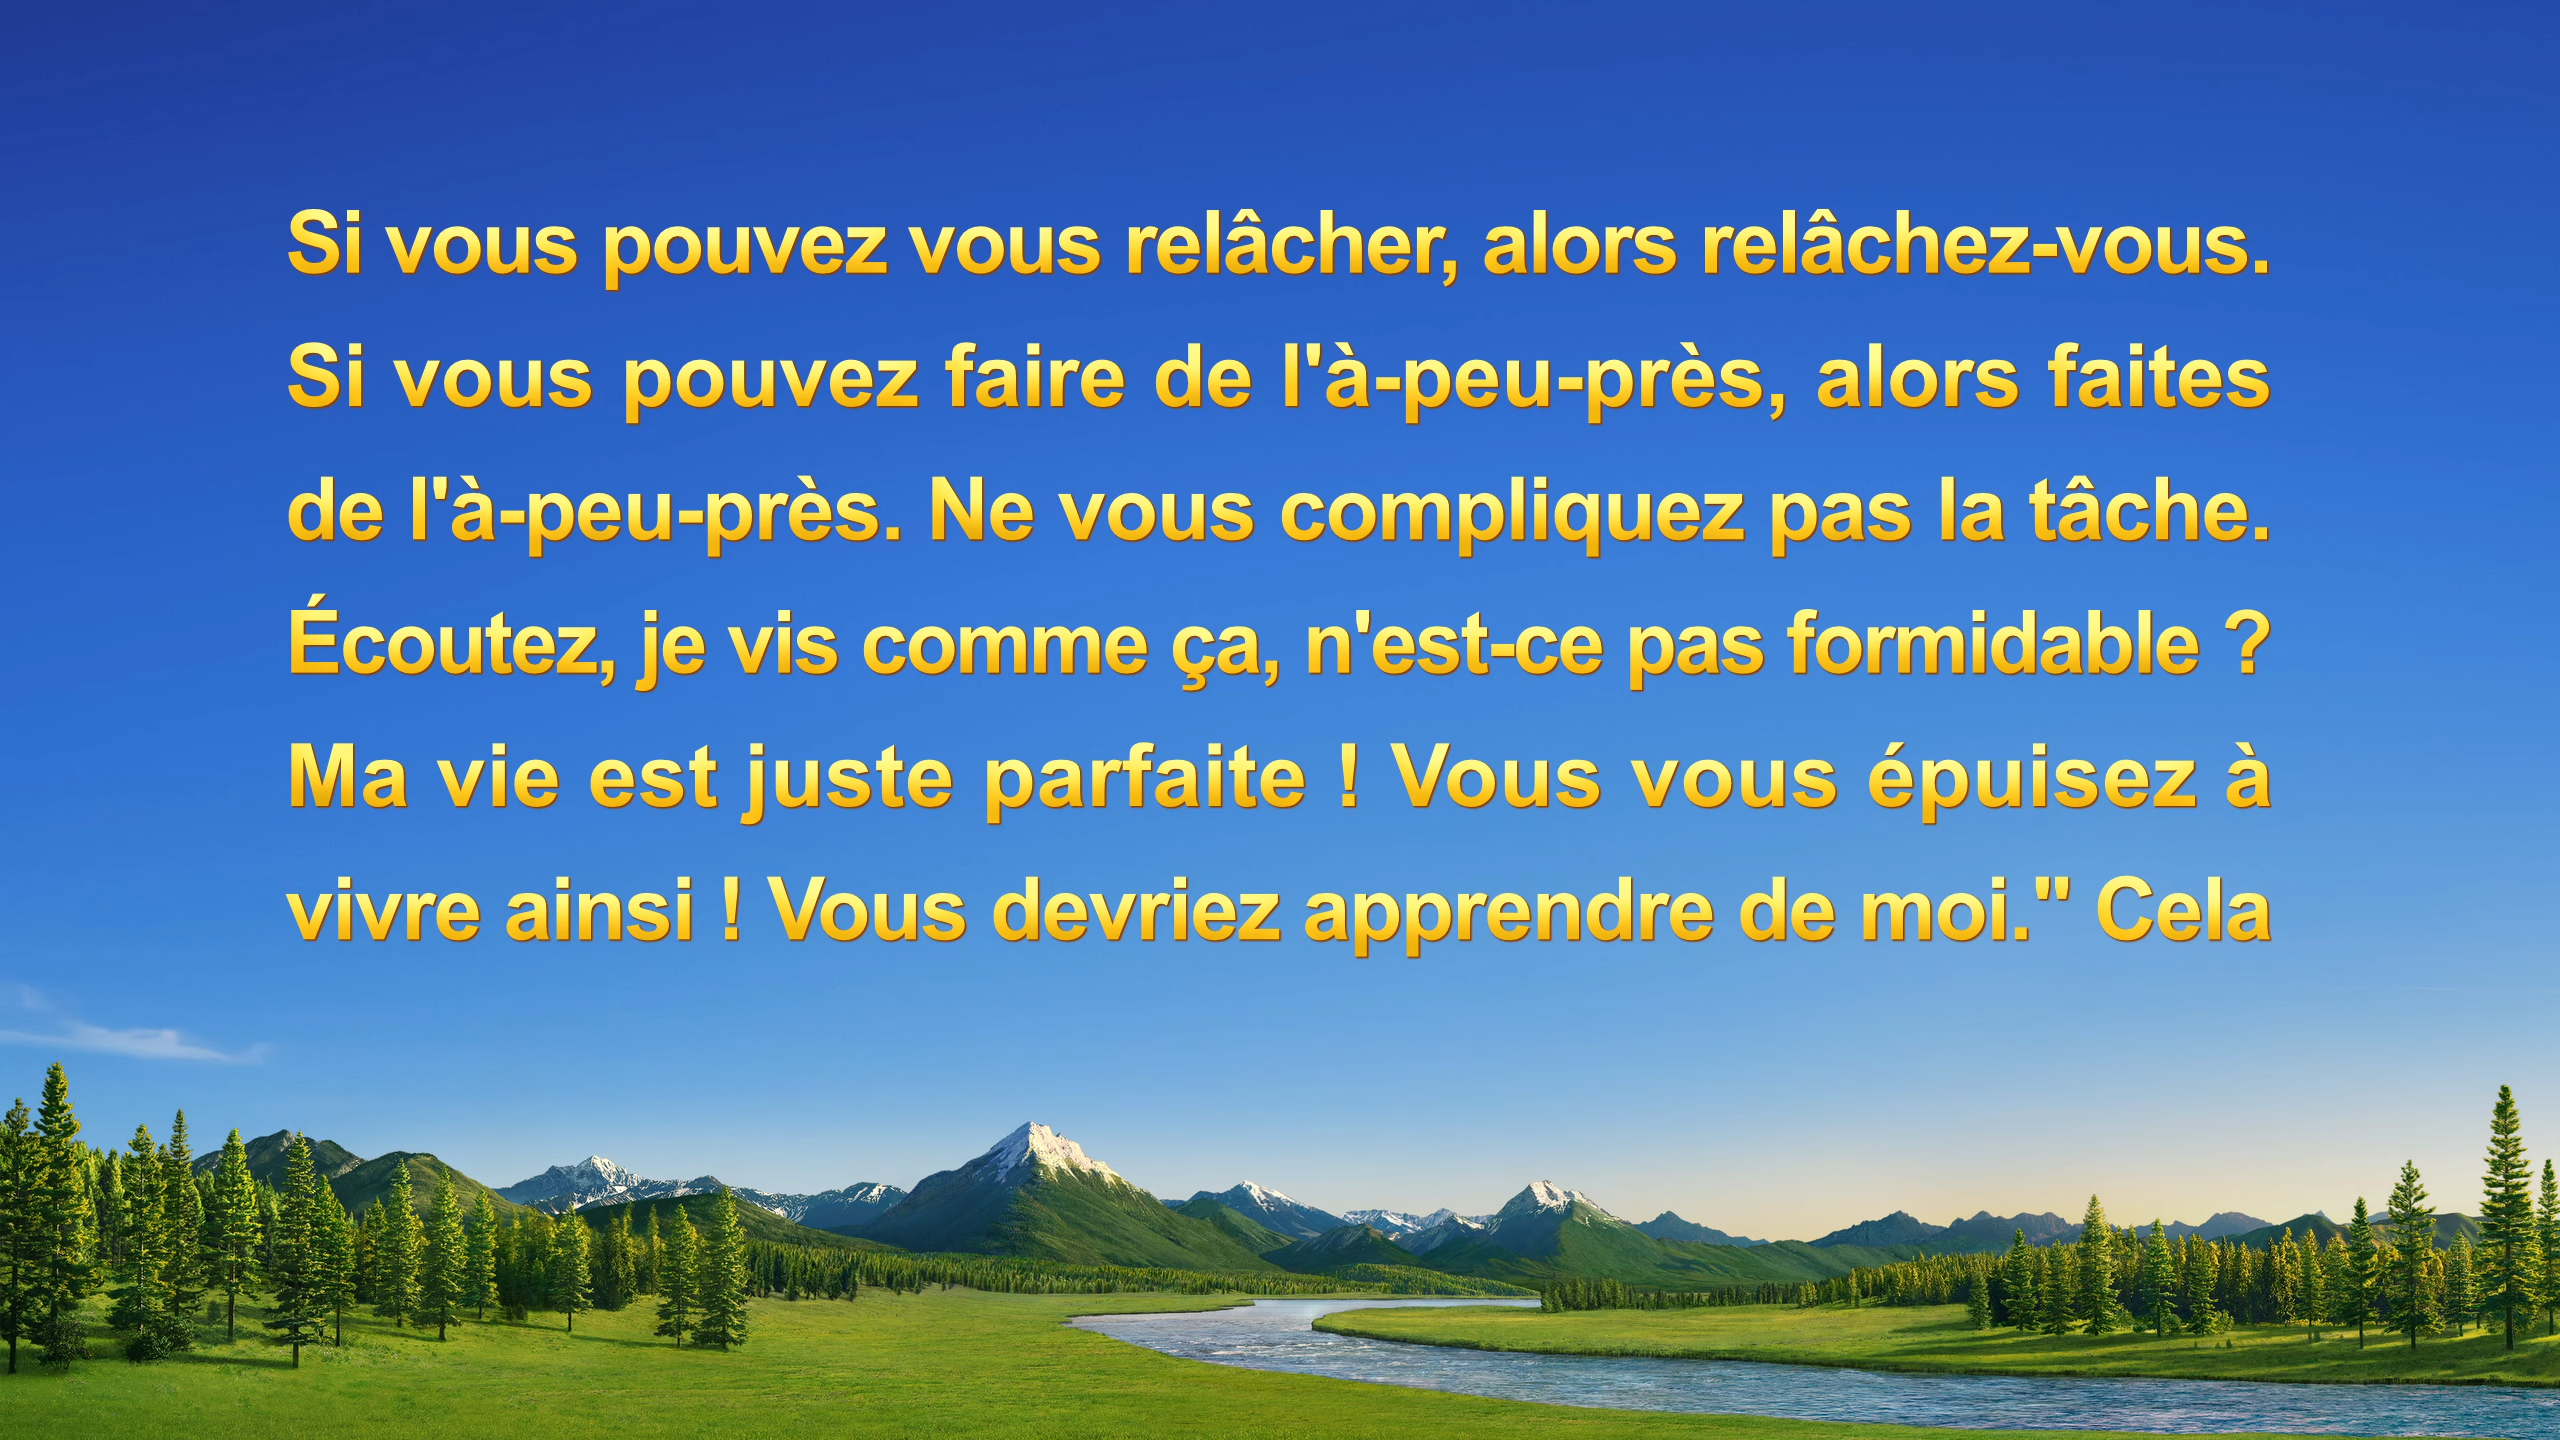 Si vous pouvez vous relâcher, alors relâchez-vous.
Si vous pouvez faire de l'à-peu-près, alors faites
de l'à-peu-près. Ne vous compliquez pas la tâche.
Écoutez, je vis comme ça, n'est-ce pas formidable ?
Ma vie est juste parfaite ! Vous vous épuisez à
vivre ainsi ! Vous devriez apprendre de moi." Cela